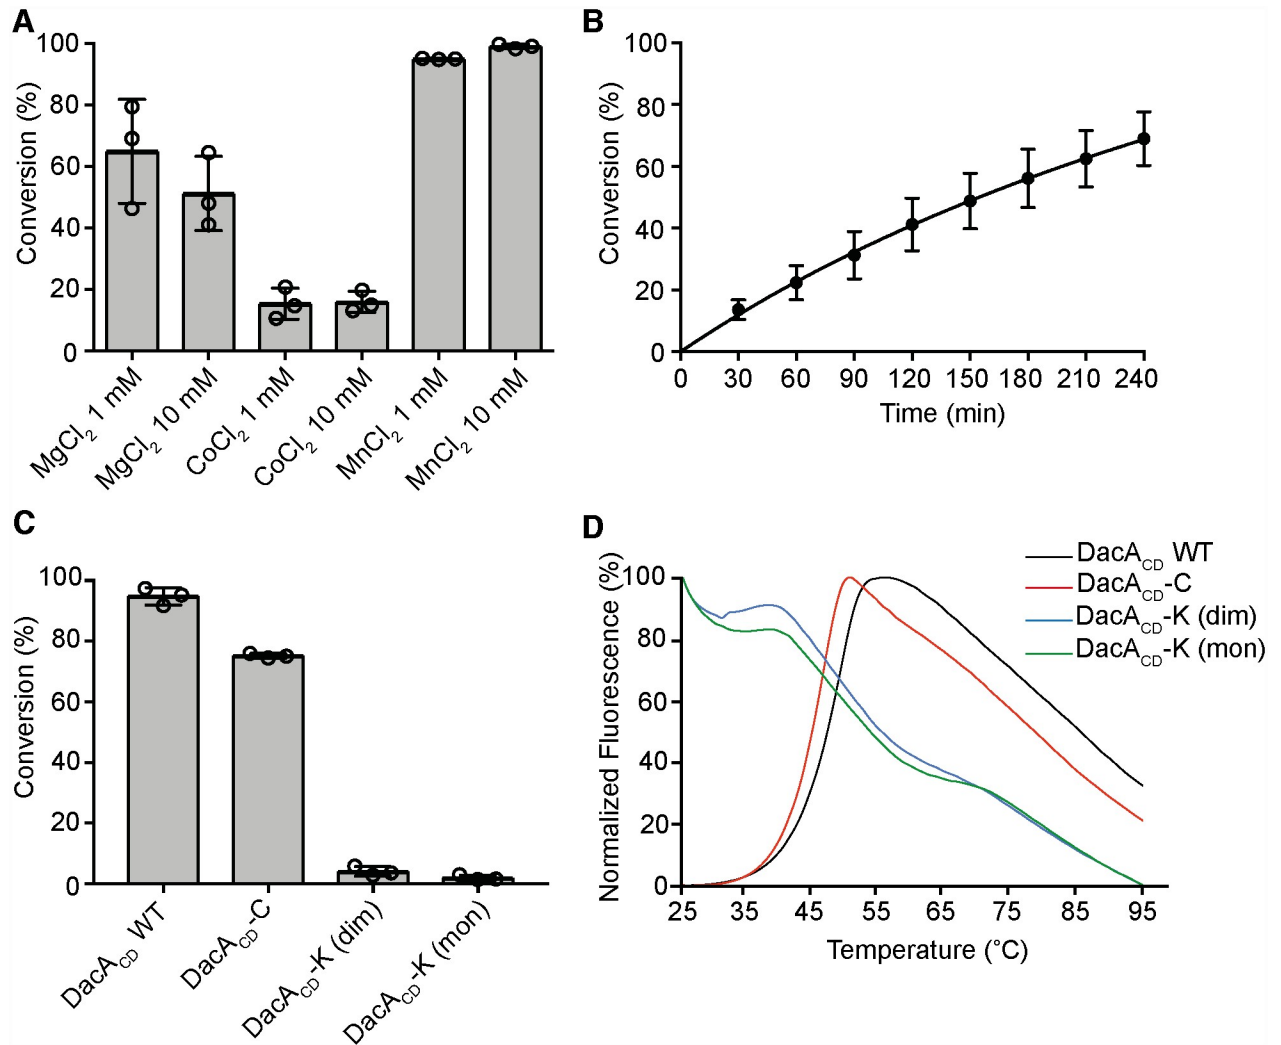 A
Conversion (%)
100
80
60
40
20
0
MgCl2 1 mM
MgCl2 10 mM
CoCl2 1 mM
CoCl2 10 mM
MnCl2 1 mM
MnCl2 10 mM
B
Conversion (%)
100
80
60
40
20
0
0 30 60 90 120 150 180 210 240
Time (min)
C
Conversion (%)
100
80
60
40
20
0
DacACD WT
DacACD-C
DacACD-K (dim)
DacACD-K (mon)
D
Normalized Fluorescence (%)
100
80
60
40
20
0
25 35 45 55 65 75 85 95
Temperature (°C)
DacACD WT
DacACD-C
DacACD-K (dim)
DacACD-K (mon)